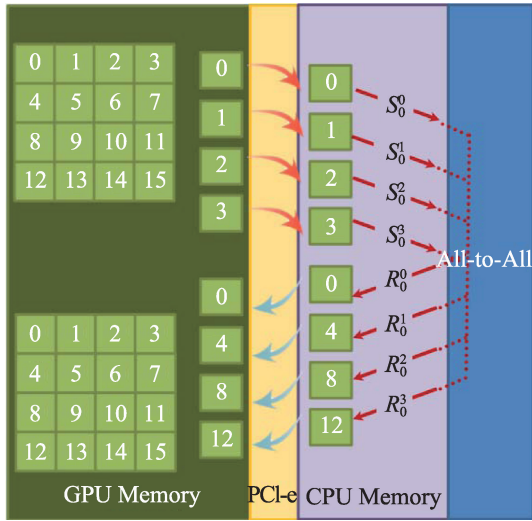 0 1 2 3
4 5 6 7
8 9 10 11
12 13 14 15
0
1
2
3
0
1
2
3
S₀⁰
S₀¹
S₀²
S₀³
All-to-All
0
4
8
12
0
4
8
12
R₀⁰
R₀¹
R₀²
R₀³
0 1 2 3
4 5 6 7
8 9 10 11
12 13 14 15
GPU Memory
PCl-e
CPU Memory